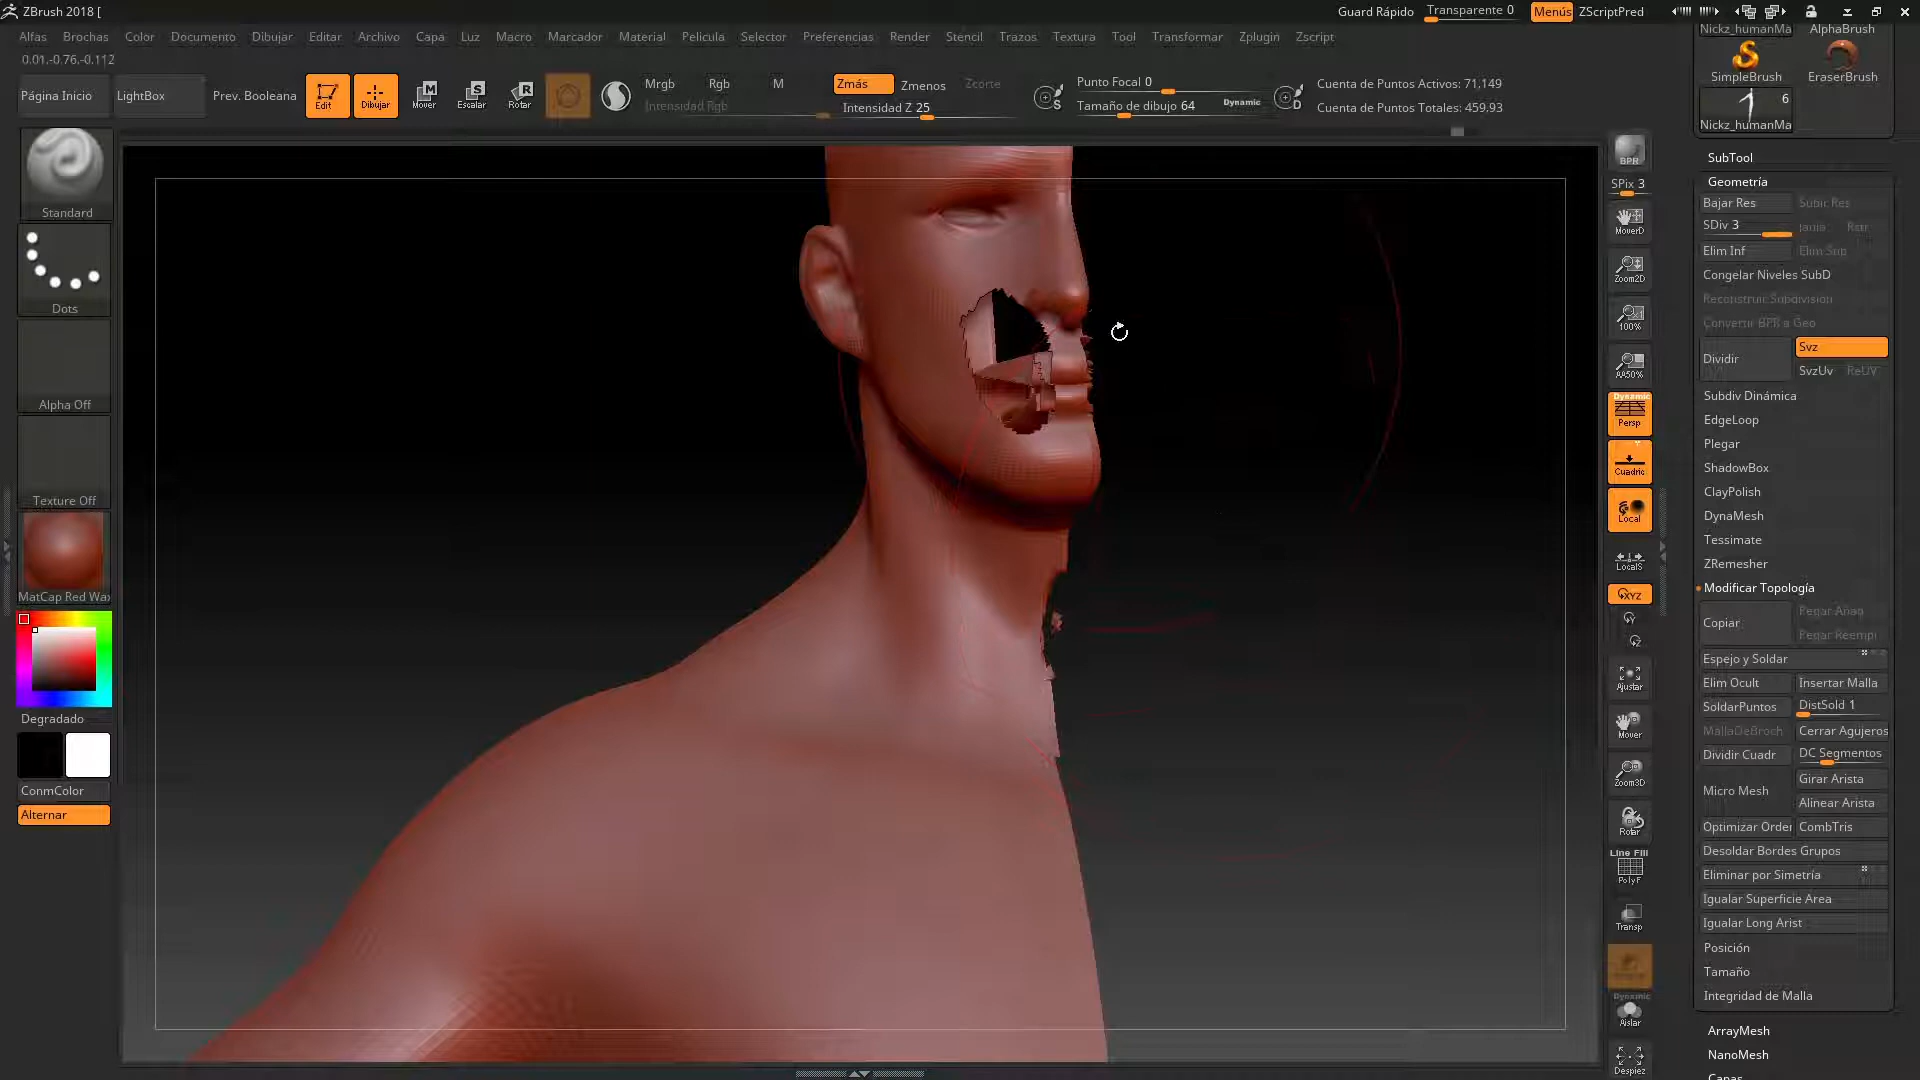 ZBrush 2018 [
Guard Rápido
Transparente 0
Menús
ZScriptPred
Alfas
Brochas
Color
Documento
Dibujar
Editar
Archivo
Capa
Luz
Macro
Marcador
Material
Pelicula
Selector
Preferencias
Render
Stencil
Trazos
Textura
Tool
Transformar
Zplugin
Zscript
0.01,-0.76,-0.112
Página Inicio
LightBox
Prev. Booleana
Edit
Dibujar
Mover
Escalar
Rotar
Mrgb
Rgb
M
Intensidad Rgb
Zmás
Zmenos
Zcorte
Intensidad Z 25
Punto Focal 0
Tamaño de dibujo 64
Dynamic
Cuenta de Puntos Activos: 71,149
Cuenta de Puntos Totales: 459,93
Standard
Dots
Alpha Off
Texture Off
MatCap Red Wax
Degradado
ConmColor
Alternar
BPR
SPix 3
MoverD
Zoom2D
100%
AA50%
Dynamic
Persp
Cuadric
Local
LocalS
XYZ
Ajustar
Mover
Zoom3D
Rotar
Line Fill
PolyF
Transp
Dynamic
Aislar
Despiez
Nickz_humanMa
AlphaBrush
SimpleBrush
EraserBrush
6
Nickz_humanMa
SubTool
Geometría
Bajar Res
Subir Res
SDiv 3
Jaula
Rstr
Elim Inf
Elim Sup
Congelar Niveles SubD
Reconstruir Subdivision
Convertir BPR a Geo
Dividir
Svz
SvzUv
ReUV
Subdiv Dinámica
EdgeLoop
Plegar
ShadowBox
ClayPolish
DynaMesh
Tessimate
ZRemesher
Modificar Topología
Copiar
Pegar Añad
Pegar Reempl
Espejo y Soldar
Elim Ocult
Insertar Malla
SoldarPuntos
DistSold 1
MallaDeBroch
Cerrar Agujeros
Dividir Cuadr
DC Segmentos
Micro Mesh
Girar Arista
Alinear Arista
Optimizar Orden
CombTris
Desoldar Bordes Grupos
Eliminar por Simetría
Igualar Superficie Area
Igualar Long Arist
Posición
Tamaño
Integridad de Malla
ArrayMesh
NanoMesh
Capas